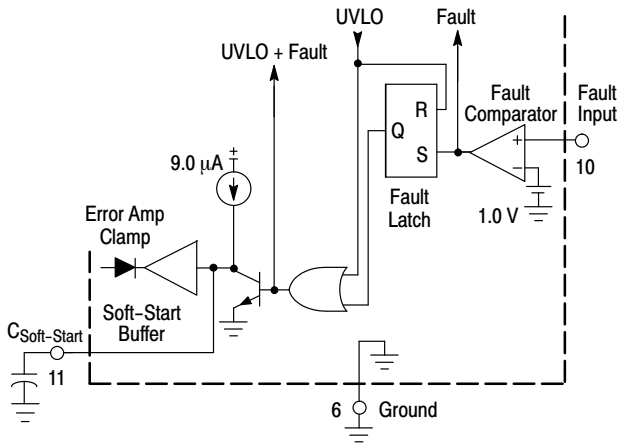 UVLO
Fault
UVLO + Fault
R
Q
S
Fault
Comparator
Fault
Input
+
−
10
9.0 μA
+
Fault
Latch
1.0 V
Error Amp
Clamp
Soft–Start
Buffer
CSoft–Start
11
6
Ground